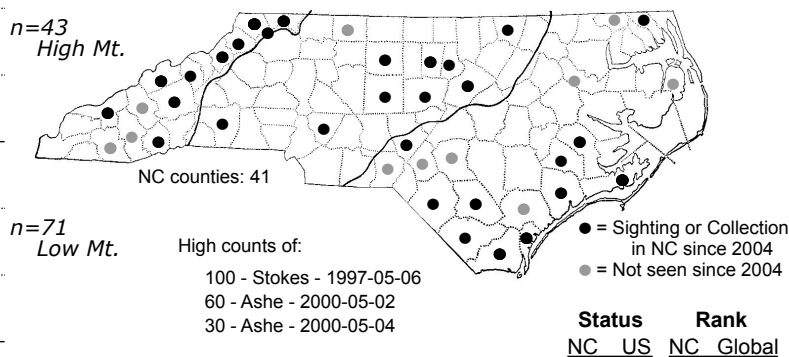 n=43
High Mt.
NC counties: 41
n=71
Low Mt.
High counts of:
100 - Stokes - 1997-05-06
60 - Ashe - 2000-05-02
30 - Ashe - 2000-05-04
● = Sighting or Collection
in NC since 2004
● = Not seen since 2004
Status Rank
NC US NC Global